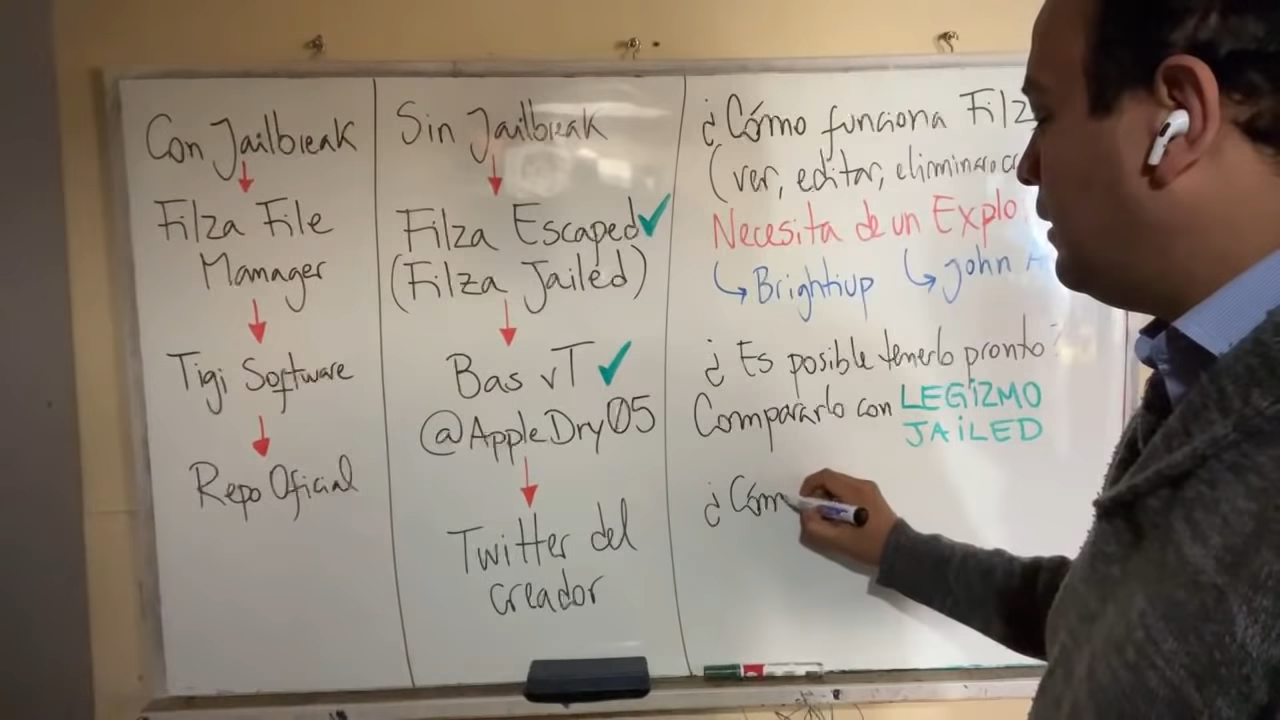 Con Jailbreak
Filza File
Manager
Tigi Software
Repo Oficial
Sin Jailbreak
Filza Escaped
(Filza Jailed)
Bas vT
@AppleDry05
Twitter del
creador
¿Cómo funciona Filz
(ver, editar, eliminar o c
Necesita de un Explo
Brightiup john A
¿Es posible tenerlo pronto?
Compararlo con LEGIZMO
JAILED
¿Cóm